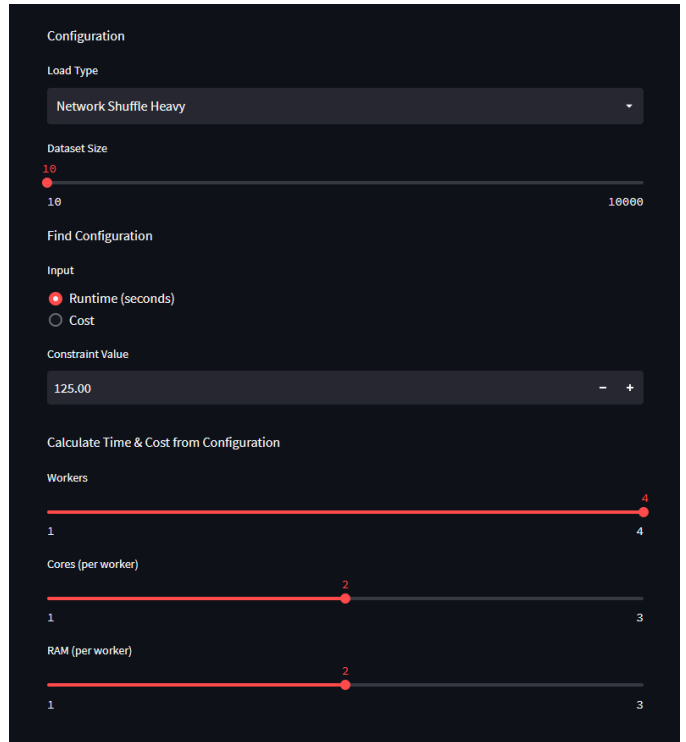 Configuration
Load Type
Network Shuffle Heavy
Dataset Size
10
10 10000
Find Configuration
Input
Runtime (seconds)
Cost
Constraint Value
125.00 - +
Calculate Time & Cost from Configuration
Workers
4
1 4
Cores (per worker)
2
1 3
RAM (per worker)
2
1 3